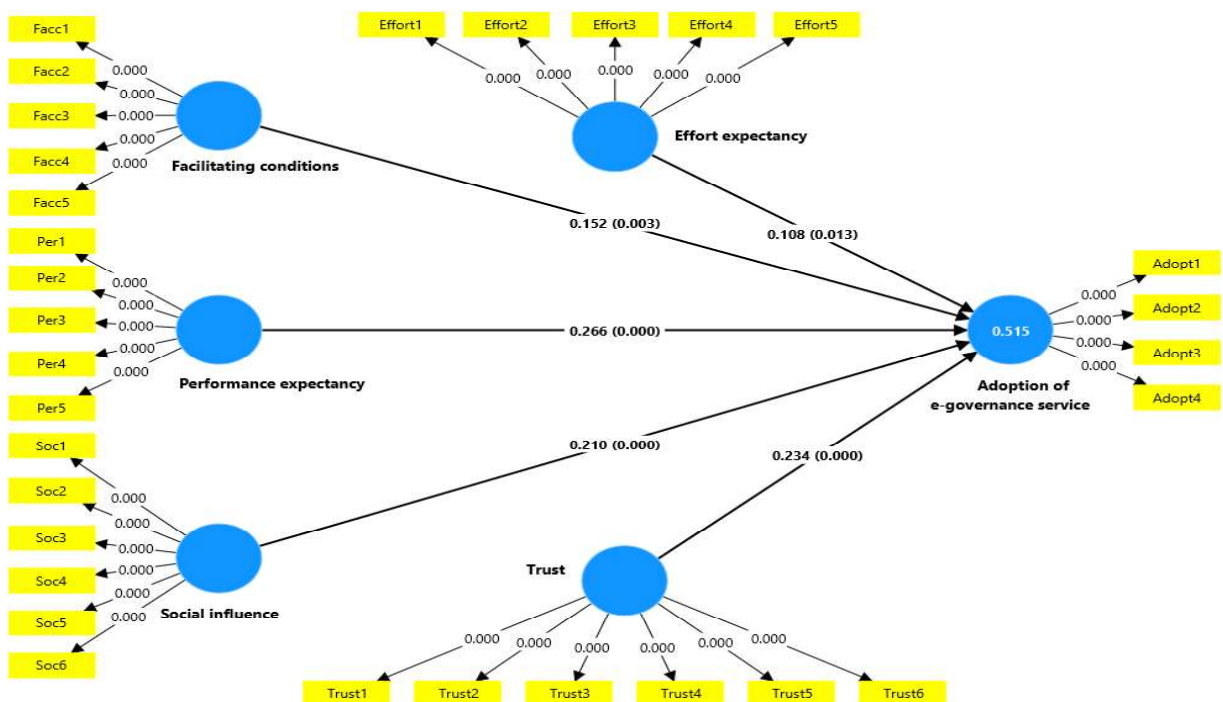 Facc1
0.000
Facc2
0.000
Facc3
0.000
Facc4
0.000
Facc5
0.000
Facilitating conditions
Effort1
Effort2
Effort3
Effort4
Effort5
0.000
0.000
0.000
0.000
0.000
Effort expectancy
0.152 (0.003)
0.108 (0.013)
Per1
0.000
Per2
0.000
Per3
0.000
Per4
0.000
Per5
0.000
Performance expectancy
0.266 (0.000)
0.515
Adoption of
e-governance service
Adopt1
0.000
Adopt2
0.000
Adopt3
0.000
Adopt4
0.000
Soc1
0.000
Soc2
0.000
Soc3
0.000
Soc4
0.000
Soc5
0.000
Soc6
0.000
Social influence
0.210 (0.000)
0.234 (0.000)
Trust
0.000
0.000
0.000
0.000
0.000
0.000
Trust1
Trust2
Trust3
Trust4
Trust5
Trust6